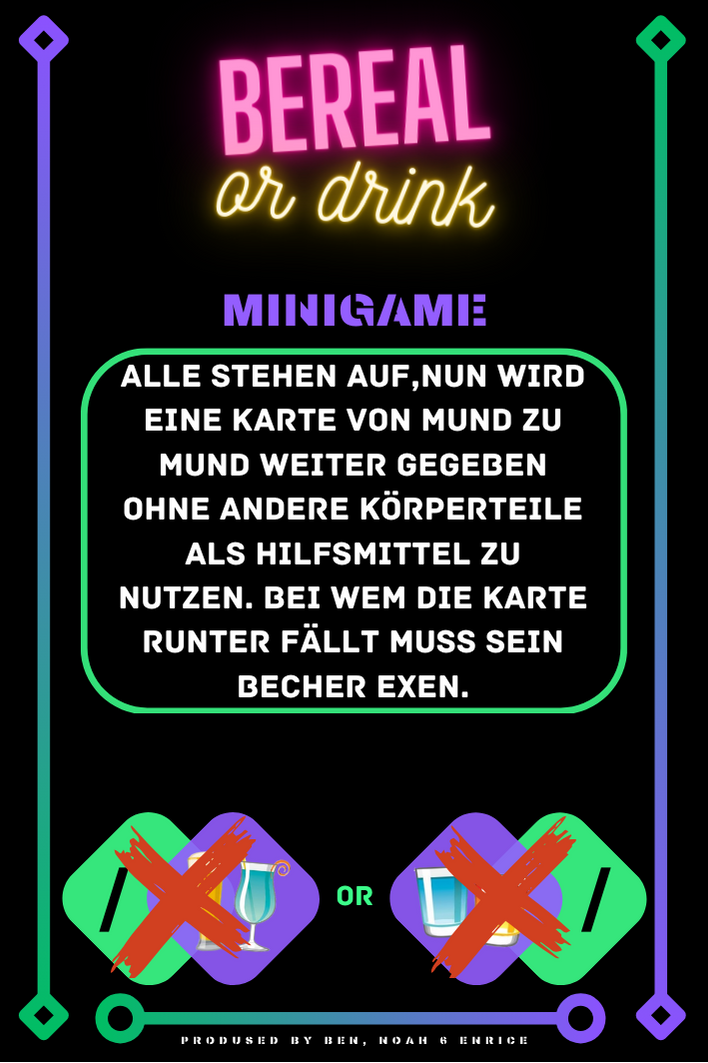 BEREAL
or drink
MINIGAME
ALLE STEHEN AUF,NUN WIRD
EINE KARTE VON MUND ZU
MUND WEITER GEGEBEN
OHNE ANDERE KÖRPERTEILE
ALS HILFSMITTEL ZU
NUTZEN. BEI WEM DIE KARTE
RUNTER FÄLLT MUSS SEIN
BECHER EXEN.
/ OR /
PRODUSED BY BEN, NOAH & ENRICE